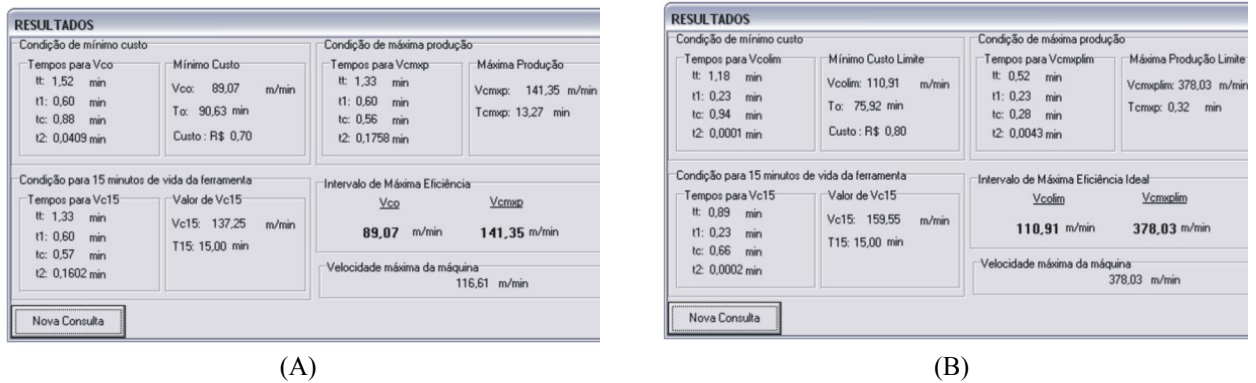 RESULTADOS
Condição de mínimo custo
Tempos para Vco
tt: 1,52 min
t1: 0,60 min
tc: 0,88 min
t2: 0,0409 min
Mínimo Custo
Vco: 89,07 m/min
To: 90,63 min
Custo : R$ 0,70
Condição de máxima produção
Tempos para Vcmxp
tt: 1,33 min
t1: 0,60 min
tc: 0,56 min
t2: 0,1758 min
Máxima Produção
Vcmxp: 141,35 m/min
Tcmxp: 13,27 min
Condição para 15 minutos de vida da ferramenta
Tempos para Vc15
tt: 1,33 min
t1: 0,60 min
tc: 0,57 min
t2: 0,1602 min
Valor de Vc15
Vc15: 137,25 m/min
T15: 15,00 min
Intervalo de Máxima Eficiência
Vco Vcmxp
89,07 m/min 141,35 m/min
Velocidade máxima da máquina
116,61 m/min
Nova Consulta
(A)
RESULTADOS
Condição de mínimo custo
Tempos para Vcolim
tt: 1,18 min
t1: 0,23 min
tc: 0,94 min
t2: 0,0001 min
Mínimo Custo Limite
Vcolim: 110,91 m/min
To: 75,92 min
Custo : R$ 0,80
Condição de máxima produção
Tempos para Vcmxplim
tt: 0,52 min
t1: 0,23 min
tc: 0,28 min
t2: 0,0043 min
Máxima Produção Limite
Vcmxplim: 378,03 m/min
Tcmxp: 0,32 min
Condição para 15 minutos de vida da ferramenta
Tempos para Vc15
tt: 0,89 min
t1: 0,23 min
tc: 0,66 min
t2: 0,0002 min
Valor de Vc15
Vc15: 159,55 m/min
T15: 15,00 min
Intervalo de Máxima Eficiência Ideal
Vcolim Vcmxplim
110,91 m/min 378,03 m/min
Velocidade máxima da máquina
378,03 m/min
Nova Consulta
(B)